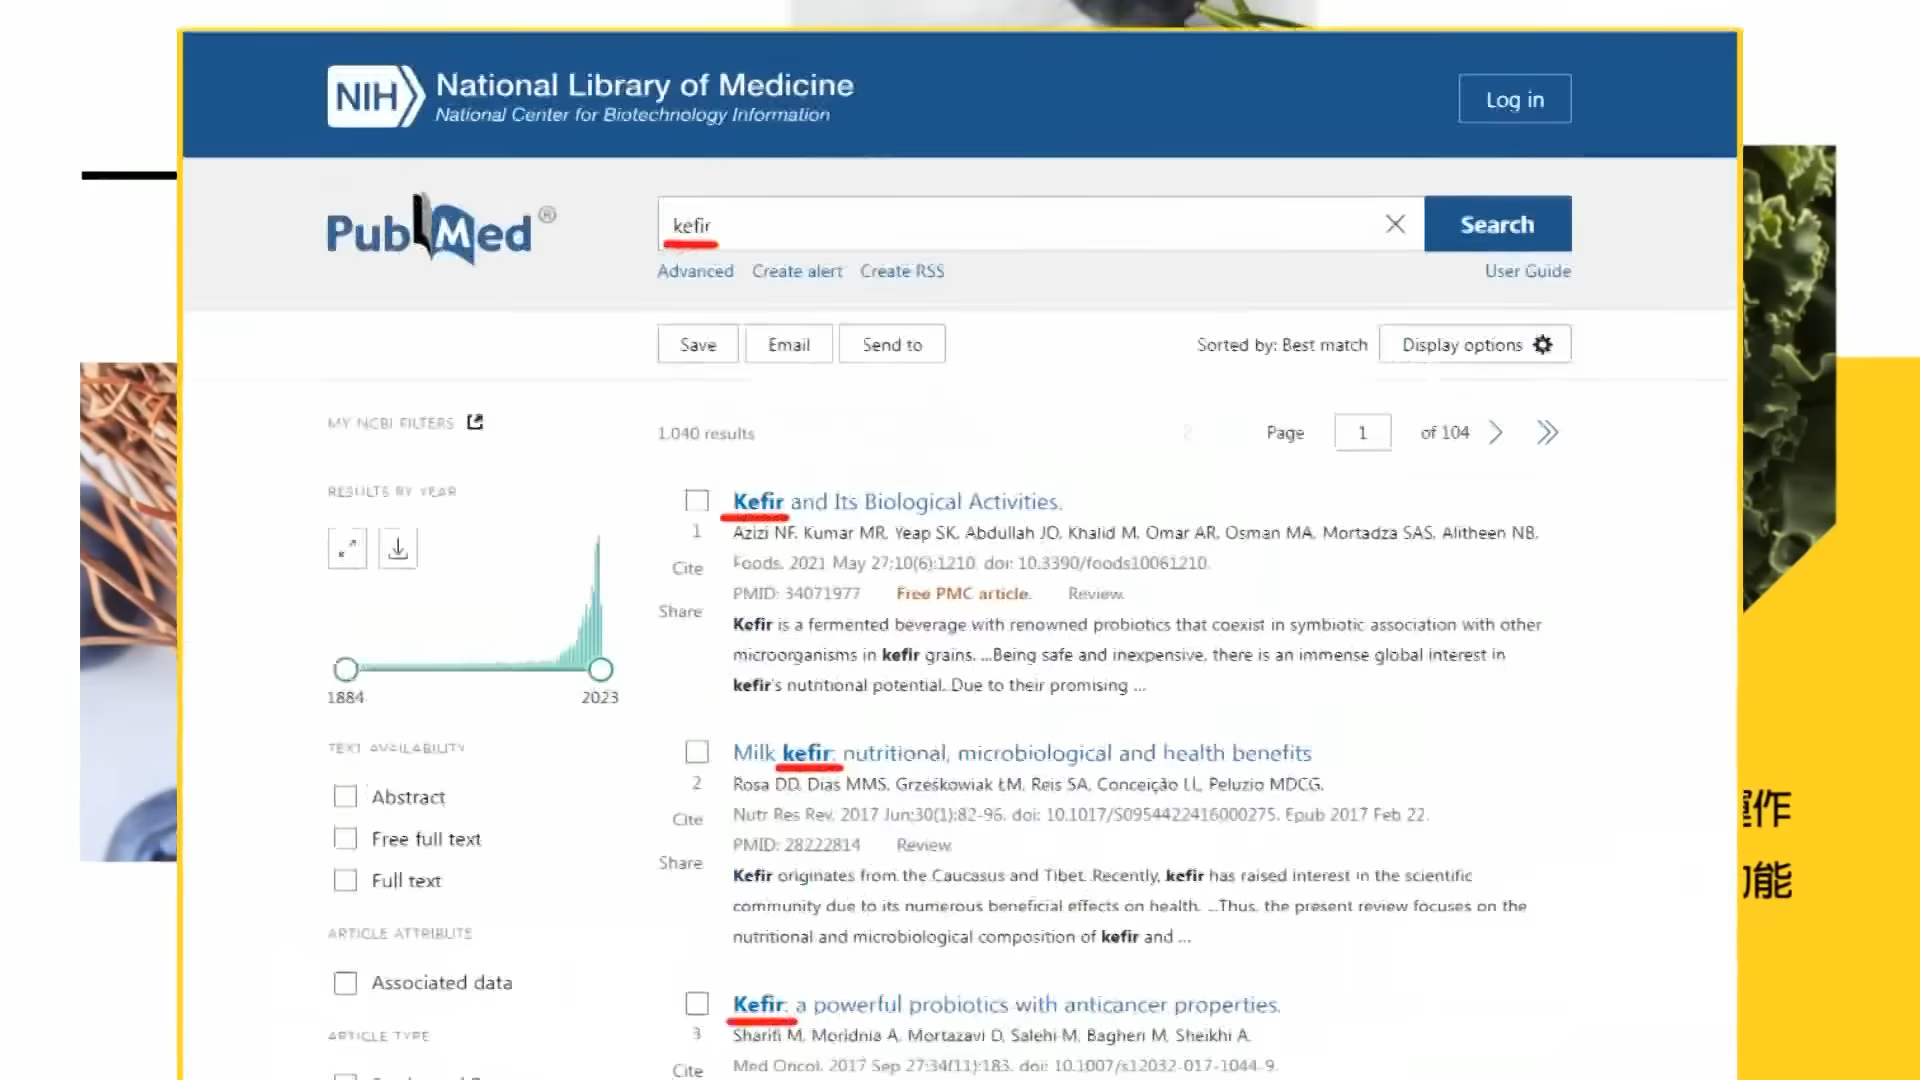 NIH National Library of Medicine
National Center for Biotechnology Information
Log in
PubMed®
kefir
Search
Advanced Create alert Create RSS
User Guide
Save Email Send to
Sorted by: Best match
Display options
MY NCBI FILTERS
1,040 results
Page 1 of 104
RESULTS BY YEAR
1884
2023
TEXT AVAILABILITY
Abstract
Free full text
Full text
ARTICLE ATTRIBUTE
Associated data
ARTICLE TYPE
Kefir and Its Biological Activities.
1
Azizi NF, Kumar MR, Yeap SK, Abdullah JO, Khalid M, Omar AR, Osman MA, Mortadza SAS, Alitheen NB.
Cite
Foods. 2021 May 27;10(6):1210. doi: 10.3390/foods10061210.
PMID: 34071977 Free PMC article. Review.
Share
Kefir is a fermented beverage with renowned probiotics that coexist in symbiotic association with other
microorganisms in kefir grains. ...Being safe and inexpensive, there is an immense global interest in
kefir's nutritional potential. Due to their promising ...
Milk kefir: nutritional, microbiological and health benefits
2
Rosa DD, Dias MMS, Grześkowiak ŁM, Reis SA, Conceição LL, Peluzio MDCG.
Cite
Nutr Res Rev. 2017 Jun;30(1):82-96. doi: 10.1017/S0954422416000275. Epub 2017 Feb 22.
PMID: 28222814 Review.
Share
Kefir originates from the Caucasus and Tibet. Recently, kefir has raised interest in the scientific
community due to its numerous beneficial effects on health. ...Thus, the present review focuses on the
nutritional and microbiological composition of kefir and ...
Kefir: a powerful probiotics with anticancer properties.
3
Sharifi M, Moridnia A, Mortazavi D, Salehi M, Bagheri M, Sheikhi A.
Cite
Med Oncol. 2017 Sep 27;34(11):183. doi: 10.1007/s12032-017-1044-9.
作
能